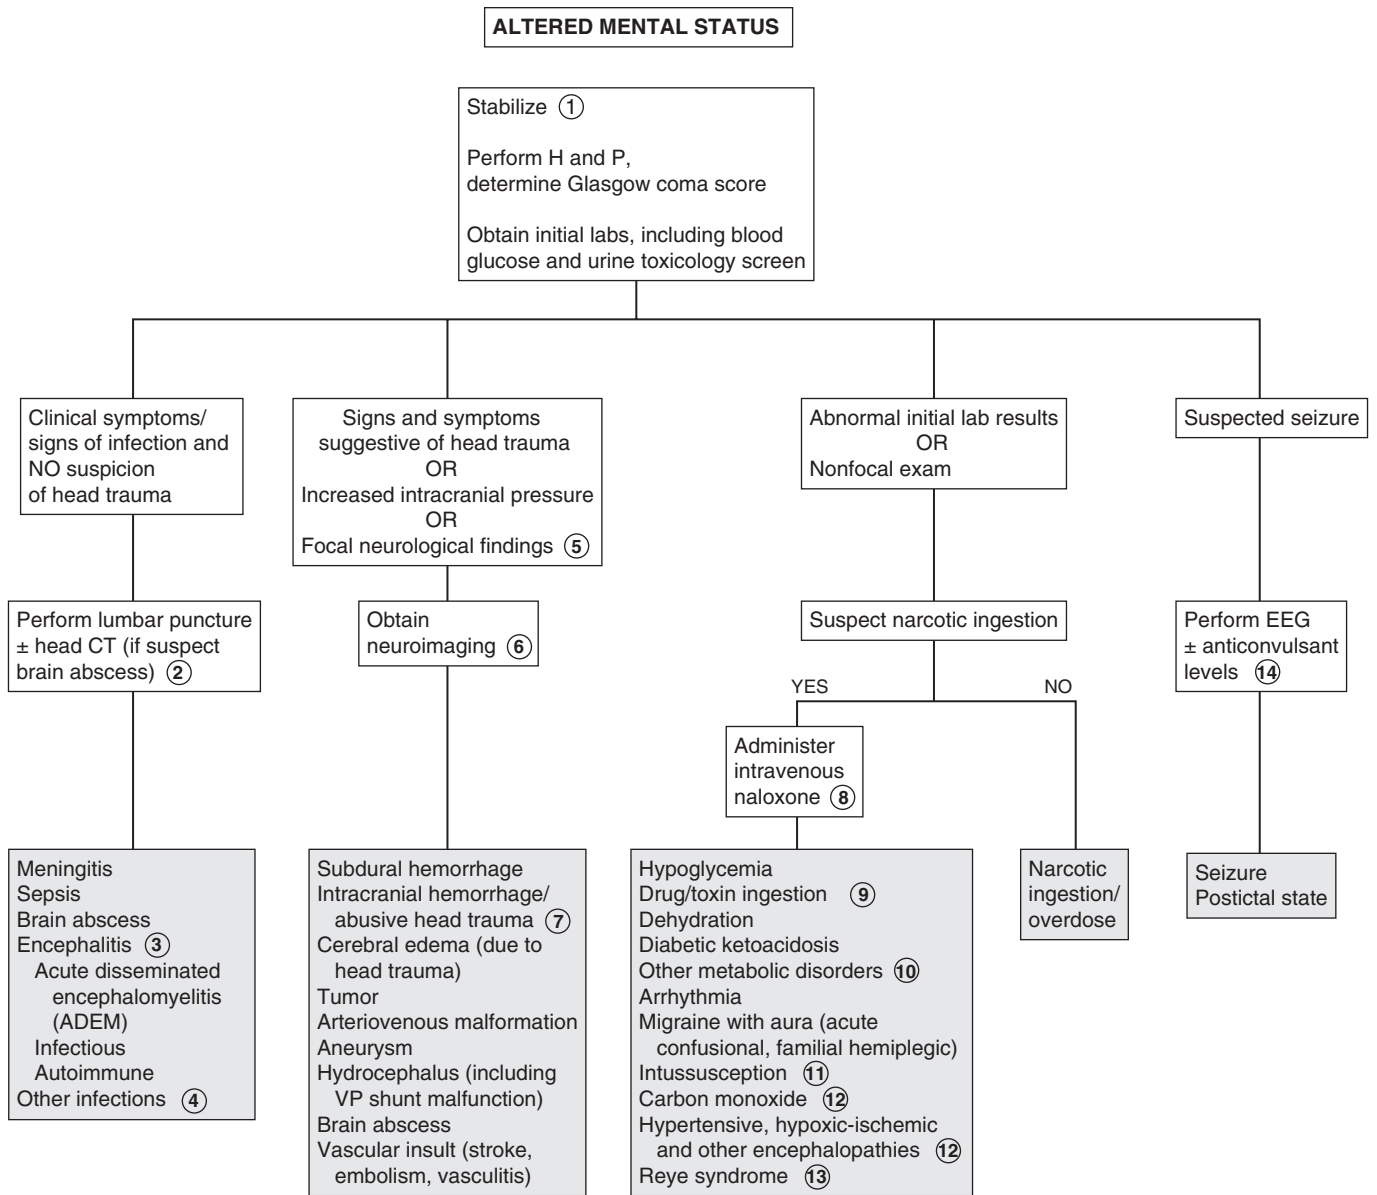 ALTERED MENTAL STATUS
Stabilize ①
Perform H and P,
determine Glasgow coma score
Obtain initial labs, including blood
glucose and urine toxicology screen
Clinical symptoms/
signs of infection and
NO suspicion
of head trauma
Signs and symptoms
suggestive of head trauma
OR
Increased intracranial pressure
OR
Focal neurological findings ⑤
Abnormal initial lab results
OR
Nonfocal exam
Suspected seizure
Perform lumbar puncture
± head CT (if suspect
brain abscess) ②
Obtain
neuroimaging ⑥
Suspect narcotic ingestion
Perform EEG
± anticonvulsant
levels ⑭
YES
NO
Administer
intravenous
naloxone ⑧
Meningitis
Sepsis
Brain abscess
Encephalitis ③
Acute disseminated
encephalomyelitis
(ADEM)
Infectious
Autoimmune
Other infections ④
Subdural hemorrhage
Intracranial hemorrhage/
abusive head trauma ⑦
Cerebral edema (due to
head trauma)
Tumor
Arteriovenous malformation
Aneurysm
Hydrocephalus (including
VP shunt malfunction)
Brain abscess
Vascular insult (stroke,
embolism, vasculitis)
Hypoglycemia
Drug/toxin ingestion ⑨
Dehydration
Diabetic ketoacidosis
Other metabolic disorders ⑩
Arrhythmia
Migraine with aura (acute
confusional, familial hemiplegic)
Intussusception ⑪
Carbon monoxide ⑫
Hypertensive, hypoxic-ischemic
and other encephalopathies ⑫
Reye syndrome ⑬
Narcotic
ingestion/
overdose
Seizure
Postictal state